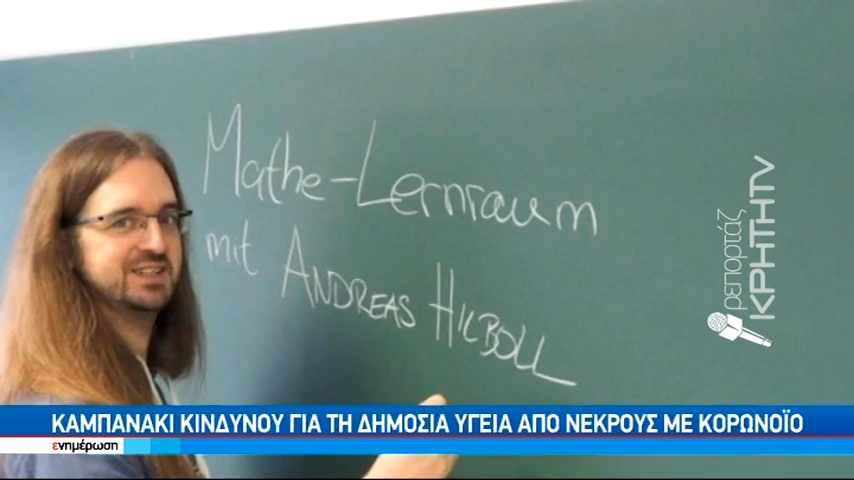 Mathe-Lernraum
mit ANDREAS HILBOLL
ρεπορτάζ
ΚΡΗΤΗTV
ΚΑΜΠΑΝΑΚΙ ΚΙΝΔΥΝΟΥ ΓΙΑ ΤΗ ΔΗΜΟΣΙΑ ΥΓΕΙΑ ΑΠΟ ΝΕΚΡΟΥΣ ΜΕ ΚΟΡΩΝΟΪΟ
ενημέρωση